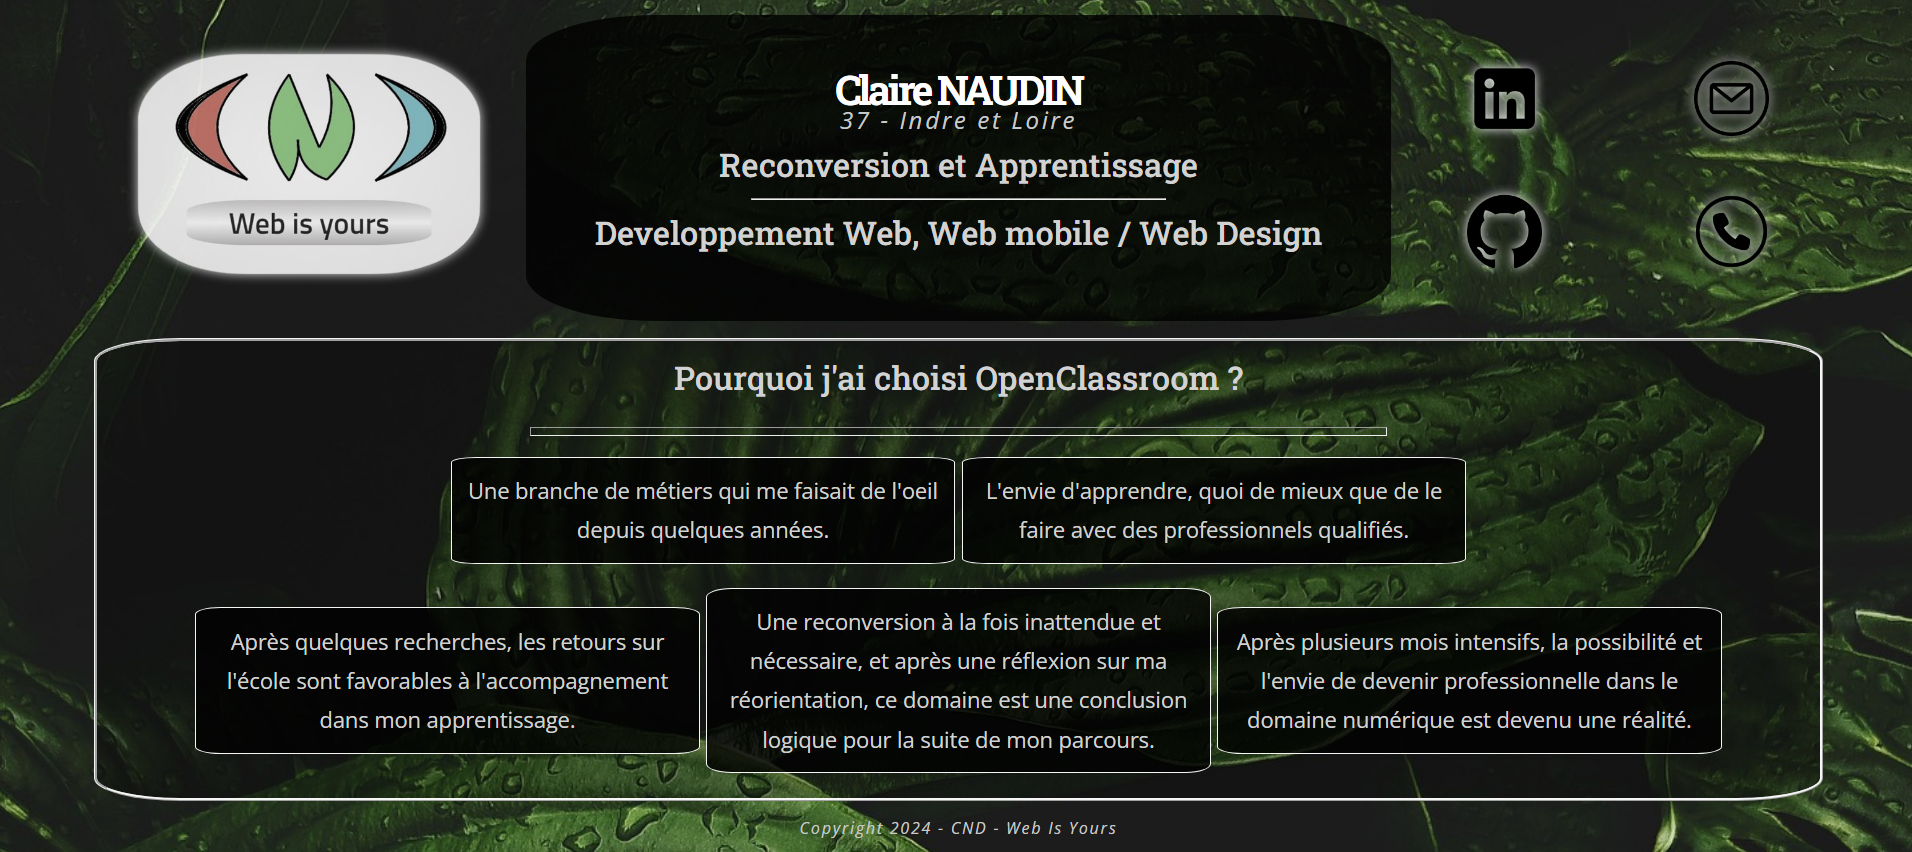 Web is yours
Claire NAUDIN
37 - Indre et Loire
Reconversion et Apprentissage
Developpement Web, Web mobile / Web Design
in
Pourquoi j'ai choisi OpenClassroom ?
Une branche de métiers qui me faisait de l'oeil
depuis quelques années.
L'envie d'apprendre, quoi de mieux que de le
faire avec des professionnels qualifiés.
Après quelques recherches, les retours sur
l'école sont favorables à l'accompagnement
dans mon apprentissage.
Une reconversion à la fois inattendue et
nécessaire, et après une réflexion sur ma
réorientation, ce domaine est une conclusion
logique pour la suite de mon parcours.
Après plusieurs mois intensifs, la possibilité et
l'envie de devenir professionnelle dans le
domaine numérique est devenu une réalité.
Copyright 2024 - CND - Web Is Yours